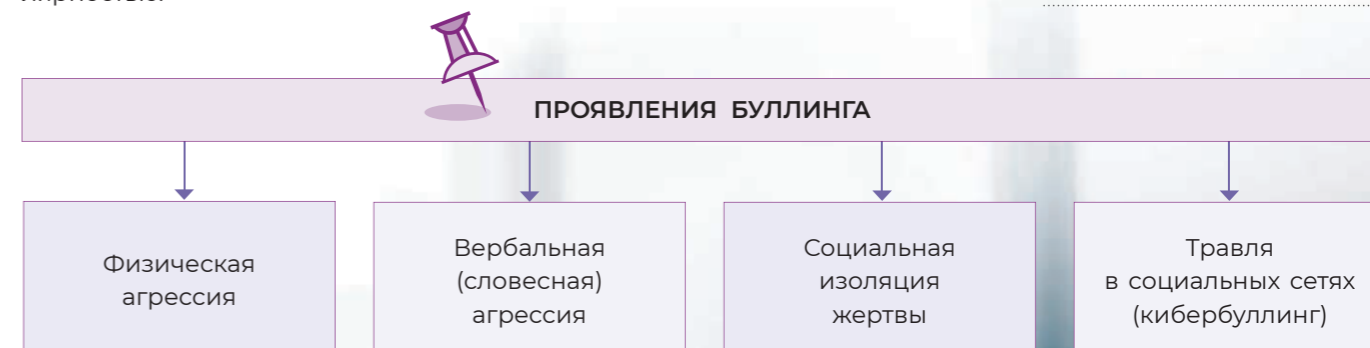 ПРОЯВЛЕНИЯ БУЛЛИНГА
Физическая
агрессия
Вербальная
(словесная)
агрессия
Социальная
изоляция
жертвы
Травля
в социальных сетях
(кибербуллинг)